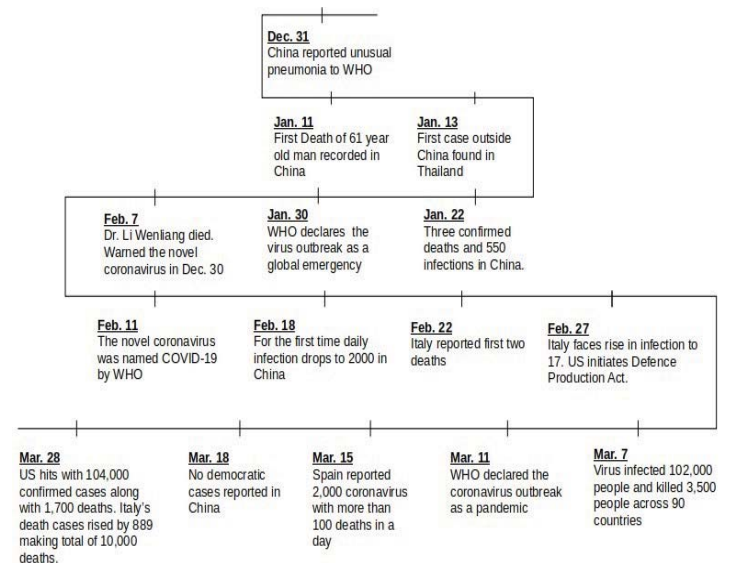 Dec. 31
China reported unusual
pneumonia to WHO
Jan. 11
First Death of 61 year
old man recorded in
China
Jan. 13
First case outside
China found in
Thailand
Jan. 22
Three confirmed
deaths and 550
infections in China.
Jan. 30
WHO declares the
virus outbreak as a
global emergency
Feb. 7
Dr. Li Wenliang died.
Warned the novel
coronavirus in Dec. 30
Feb. 11
The novel coronavirus
was named COVID-19
by WHO
Feb. 18
For the first time daily
infection drops to 2000 in
China
Feb. 22
Italy reported first two
deaths
Feb. 27
Italy faces rise in infection to
17. US initiates Defence
Production Act.
Mar. 7
Virus infected 102,000
people and killed 3,500
people across 90
countries
Mar. 11
WHO declared the
coronavirus outbreak
as a pandemic
Mar. 15
Spain reported
2,000 coronavirus
with more than
100 deaths in a
day
Mar. 18
No democratic
cases reported in
China
Mar. 28
US hits with 104,000
confirmed cases along
with 1,700 deaths. Italy's
death cases rised by 889
making total of 10,000
deaths.